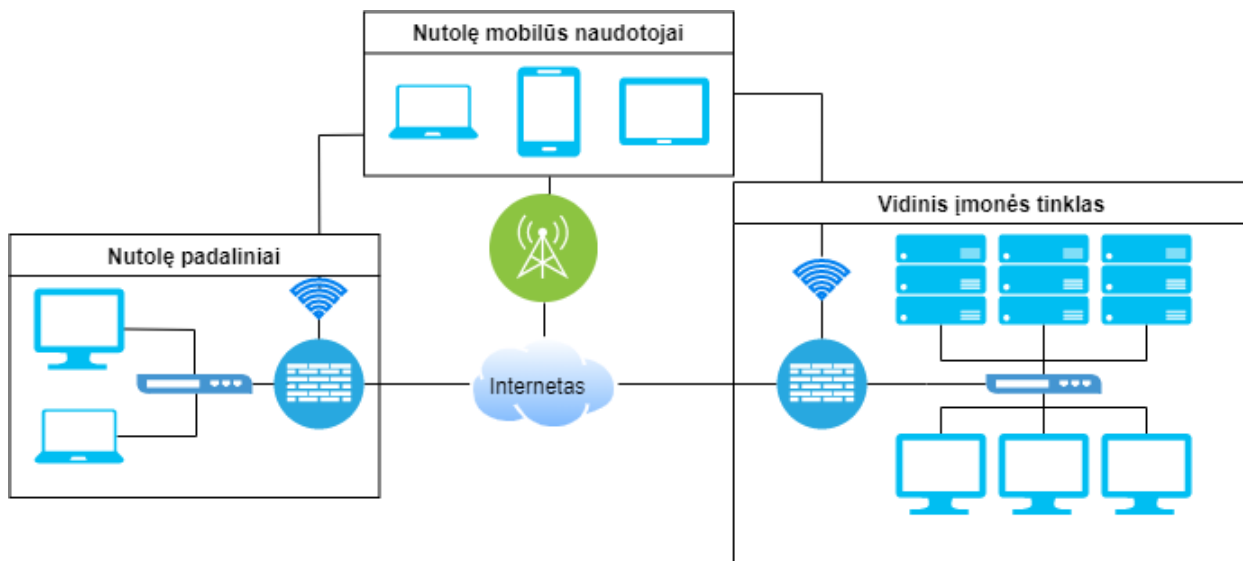 Nutolę mobilūs naudotojai
Vidinis įmonės tinklas
Nutolę padaliniai
Internetas